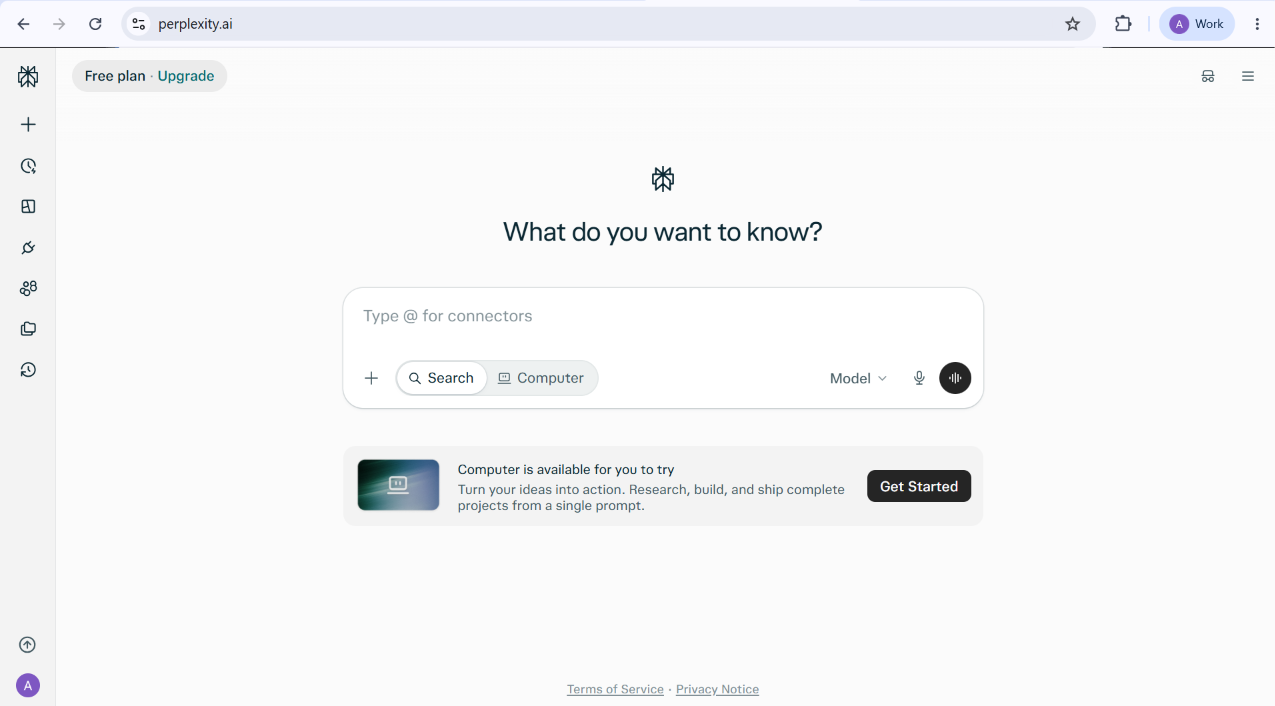 perplexity.ai
A Work
Free plan · Upgrade
What do you want to know?
Type @ for connectors
Search
Computer
Model
Computer is available for you to try
Turn your ideas into action. Research, build, and ship complete
projects from a single prompt.
Get Started
A
Terms of Service · Privacy Notice